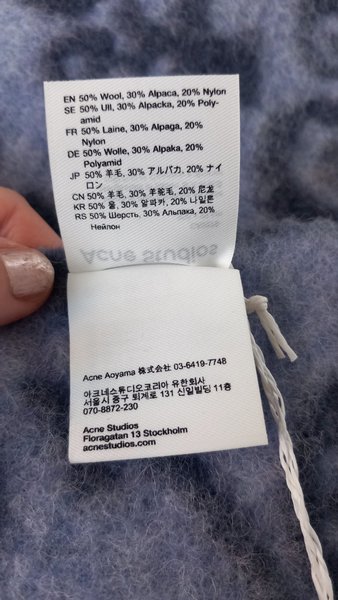 EN 50% Wool, 30% Alpaca, 20% Nylon
SE 50% Ull, 30% Alpacka, 20% Poly-
amid
FR 50% Laine, 30% Alpaga, 20%
Nylon
DE 50% Wolle, 30% Alpaka, 20%
Polyamid
JP 50% 羊毛, 30% アルパカ, 20% ナイ
ロン
CN 50% 羊毛, 30% 羊驼毛, 20% 尼龙
KR 50% 울, 30% 알파카, 20% 나일론
RS 50% Шерсть, 30% Альпака, 20%
Нейлон
Acne Studios
Acne Aoyama 株式会社 03-6419-7748
아크네스튜디오코리아 유한회사
서울시 중구 퇴계로 131 신일빌딩 11층
070-8872-230
Acne Studios
Floragatan 13 Stockholm
acnestudios.com